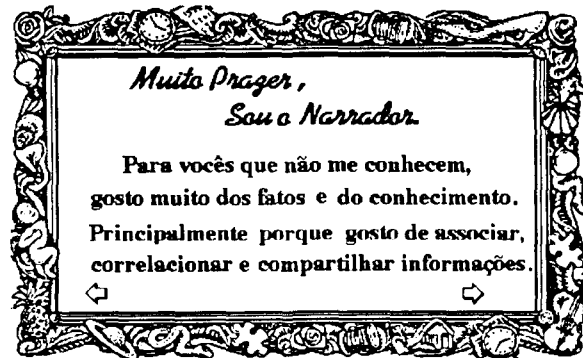 Muito Prazer,
Sou o Narrador.
Para vocês que não me conhecem,
gosto muito dos fatos e do conhecimento.
Principalmente porque gosto de associar,
correlacionar e compartilhar informações.